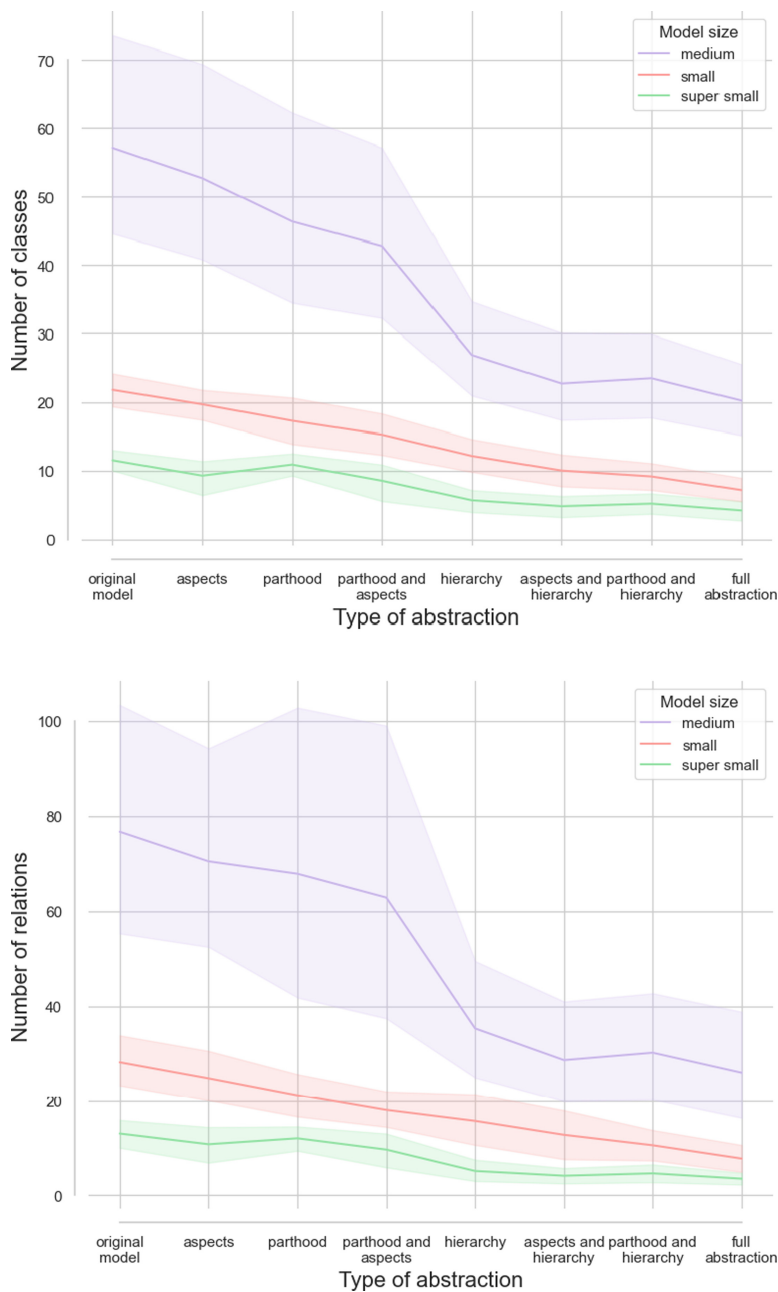 Model size
medium
small
super small
70
60
50
40
30
20
10
0
Number of classes
original
model
aspects
parthood
parthood and
aspects
hierarchy
aspects and
hierarchy
parthood and
hierarchy
full
abstraction
Type of abstraction
Model size
medium
small
super small
100
80
60
40
20
0
Number of relations
original
model
aspects
parthood
parthood and
aspects
hierarchy
aspects and
hierarchy
parthood and
hierarchy
full
abstraction
Type of abstraction